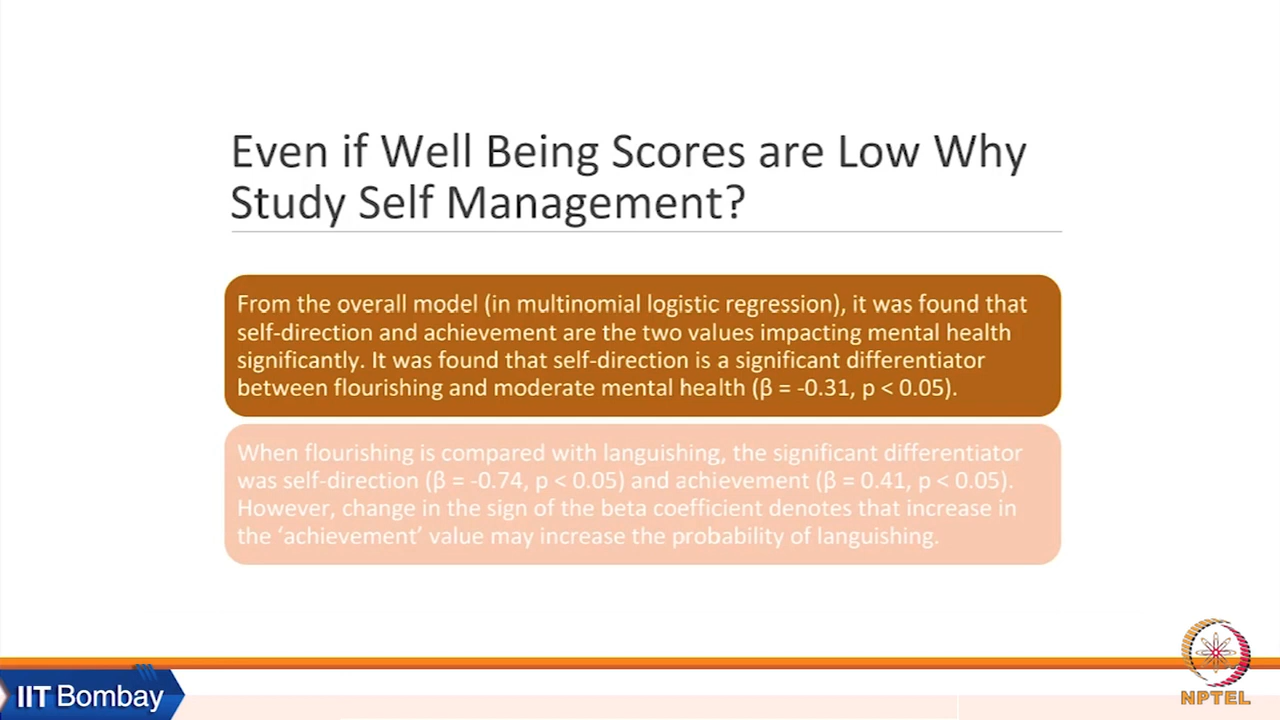 Even if Well Being Scores are Low Why
Study Self Management?
From the overall model (in multinomial logistic regression), it was found that
self-direction and achievement are the two values impacting mental health
significantly. It was found that self-direction is a significant differentiator
between flourishing and moderate mental health (β = -0.31, p < 0.05).
When flourishing is compared with languishing, the significant differentiator
was self-direction (β = -0.74, p < 0.05) and achievement (β = 0.41, p < 0.05).
However, change in the sign of the beta coefficient denotes that increase in
the ‘achievement’ value may increase the probability of languishing.
IIT Bombay
NPTEL